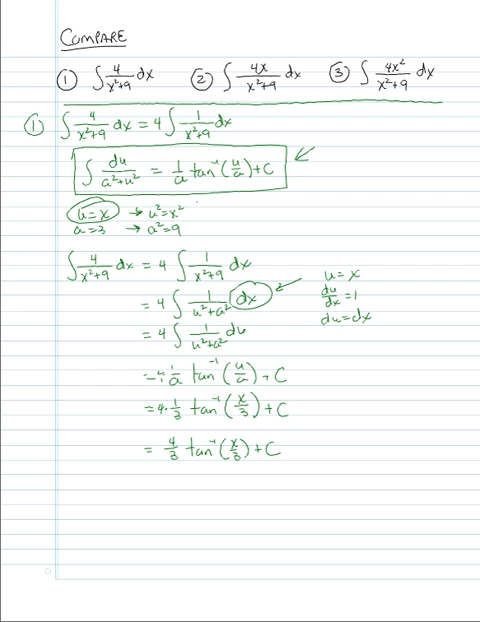 COMPARE
① ∫ 4/(x²+9) dx ② ∫ 4x/(x²+9) dx ③ ∫ 4x²/(x²+9) dx
① ∫ 4/(x²+9) dx = 4 ∫ 1/(x²+9) dx
∫ du/(a²+u²) = 1/a tan⁻¹(u/a) + C
u = x → u² = x²
a = 3 → a² = 9
∫ 4/(x²+9) dx = 4 ∫ 1/(x²+9) dx
= 4 ∫ 1/(u²+a²) dx
= 4 ∫ 1/(u²+a²) du
= 4 · 1/a tan⁻¹(u/a) + C
= 4 · 1/3 tan⁻¹(x/3) + C
= 4/3 tan⁻¹(x/3) + C
u = x
du/dx = 1
du = dx